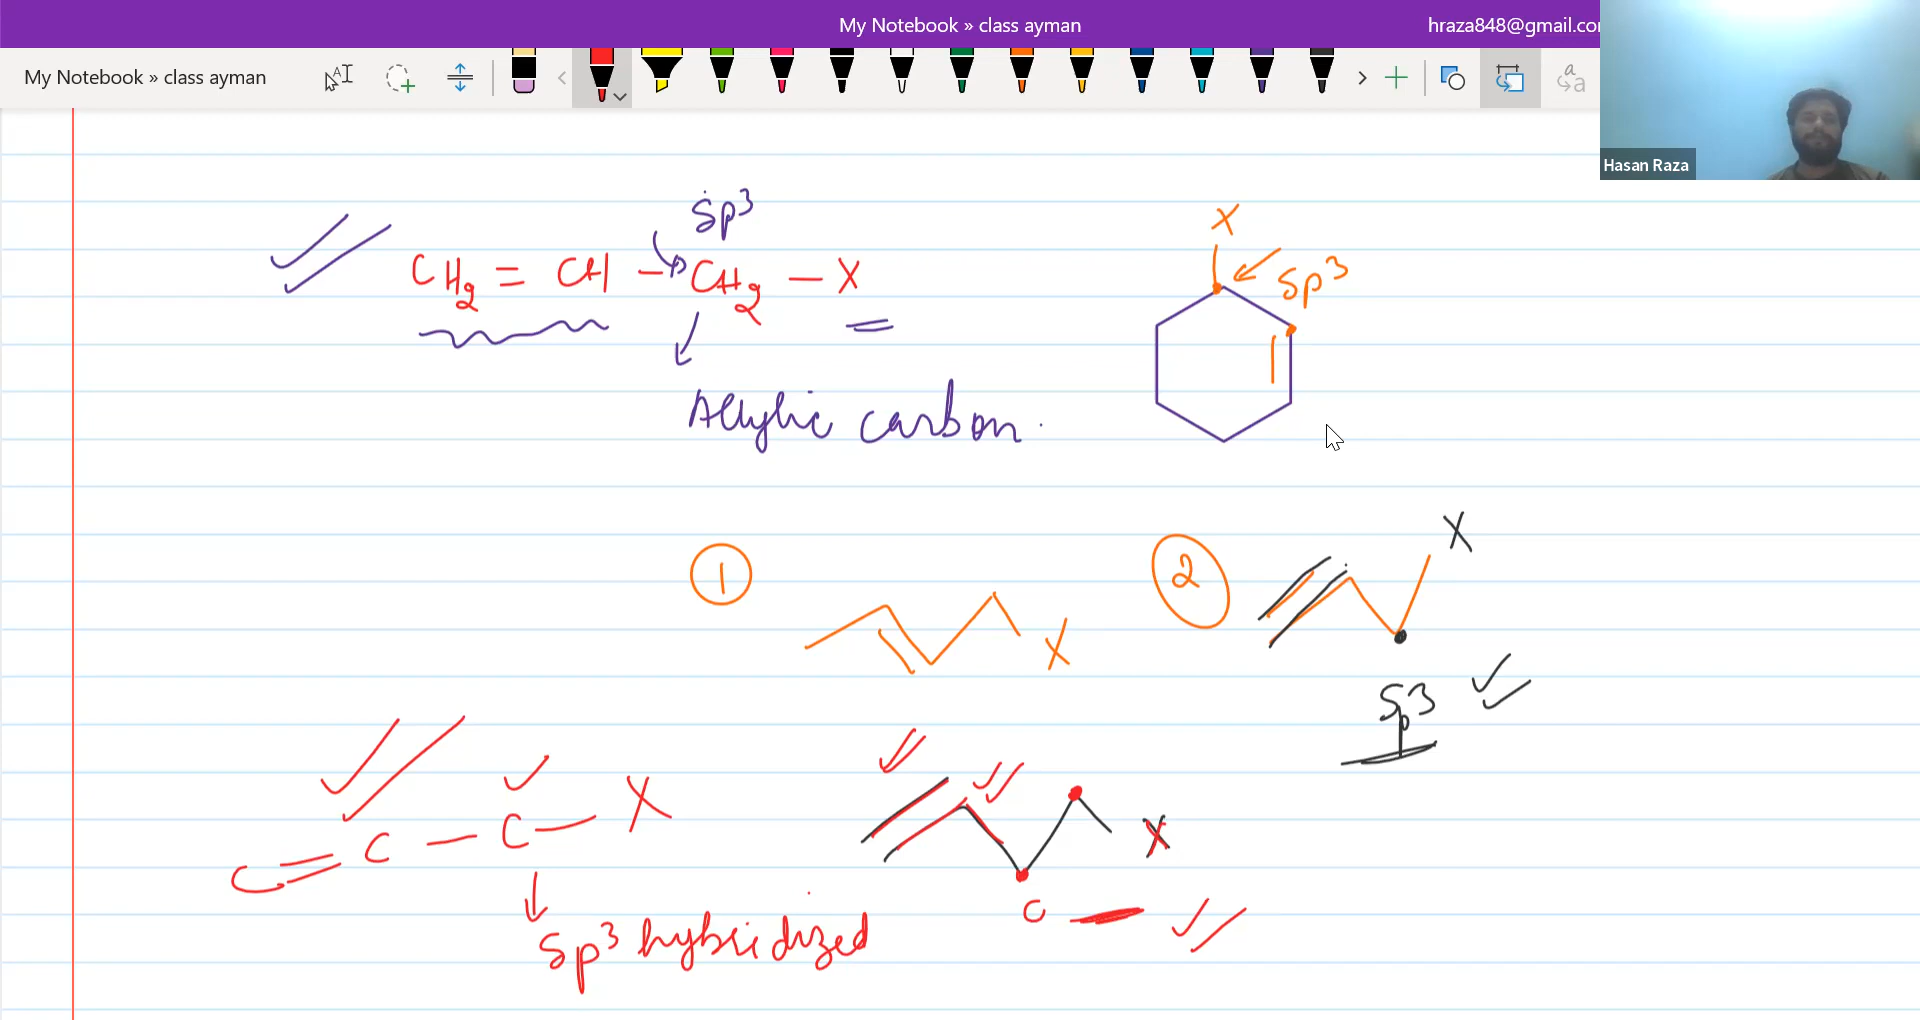 My Notebook » class ayman
hraza848@gmail.co
My Notebook » class ayman
Hasan Raza
Sp³
CH₂ = CH - CH₂ - X
X
Sp³
Allylic carbon.
1
X
2
X
Sp³
C = C - C - X
X
C
Sp³ hybridized